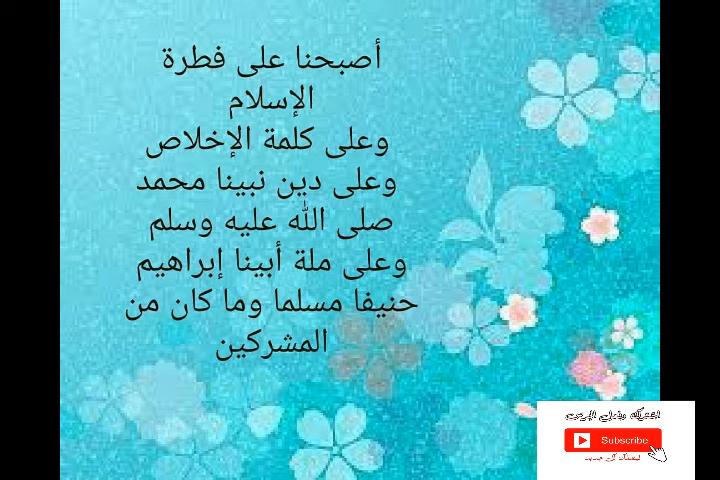 أصبحنا على فطرة
الإسلام
وعلى كلمة الإخلاص
وعلى دين نبينا محمد
صلى الله عليه وسلم
وعلى ملة أبينا إبراهيم
حنيفا مسلما وما كان من
المشركين
Subscribe